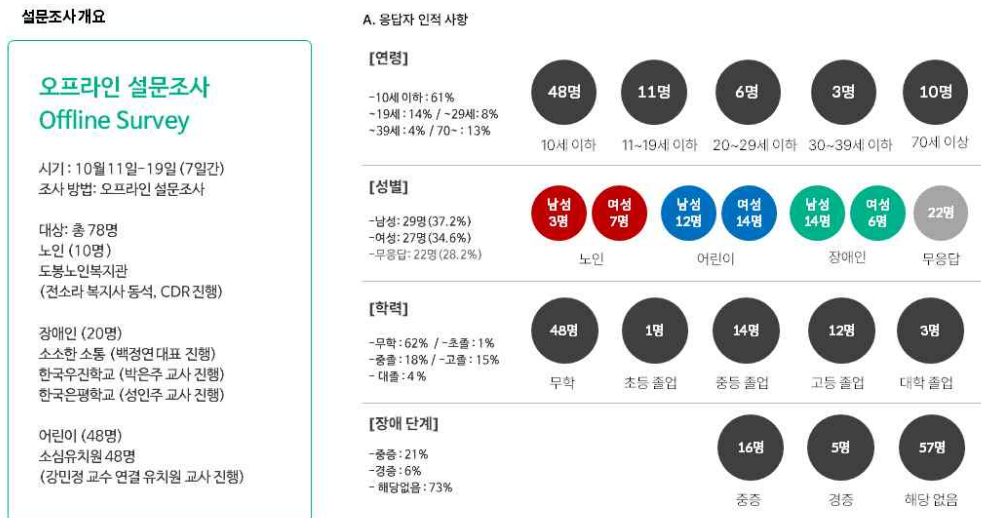 설문조사 개요
오프라인 설문조사
Offline Survey
시기 : 10월 11일-19일 (7일간)
조사 방법: 오프라인 설문조사
대상: 총 78명
노인 (10명)
도봉노인복지관
(전소라 복지사 동석, CDR 진행)
장애인 (20명)
소소한 소통 (백정연 대표 진행)
한국우진학교 (박은주 교사 진행)
한국은평학교 (성인주 교사 진행)
어린이 (48명)
소심유치원 48명
(강민정 교수 연결 유치원 교사 진행)
A. 응답자 인적 사항
[연령]
-10세 이하 : 61%
~19세 : 14% / ~29세: 8%
~39세 : 4% / 70~ : 13%
48명 11명 6명 3명 10명
10세 이하 11~19세 이하 20~29세 이하 30~39세 이하 70세 이상
[성별]
-남성: 29명(37.2%)
-여성: 27명(34.6%)
-무응답: 22명(28.2%)
남성 여성 남성 여성 남성 여성
3명 7명 12명 14명 14명 6명 22명
노인 어린이 장애인 무응답
[학력]
-무학 : 62% / -초졸 : 1%
-중졸 : 18% / -고졸 : 15%
- 대졸 : 4%
48명 1명 14명 12명 3명
무학 초등 졸업 중등 졸업 고등 졸업 대학 졸업
[장애 단계]
-중증 : 21%
-경증 : 6%
- 해당없음 : 73%
16명 5명 57명
중증 경증 해당 없음